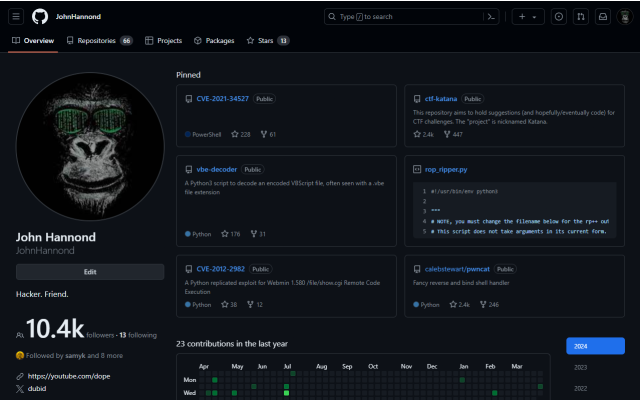 JohnHannond
Type / to search
Overview
Repositories 66
Projects
Packages
Stars 13
Pinned
CVE-2021-34527 Public
PowerShell 228 61
ctf-katana Public
This repository aims to hold suggestions (and hopefully/eventually code) for
CTF challenges. The "project" is nicknamed Katana.
2.4k 447
vbe-decoder Public
A Python3 script to decode an encoded VBScript file, often seen with a .vbe
file extension
Python 176 31
rop_ripper.py
1 #!/usr/bin/env python3
2
3 """
4 # NOTE, you must change the filename below for the rp++ out
5 # This script does not take arguments in its current form.
CVE-2012-2982 Public
A Python replicated exploit for Webmin 1.580 /file/show.cgi Remote Code
Execution
Python 38 12
calebstewart/pwncat Public
Fancy reverse and bind shell handler
Python 2.4k 246
John Hannond
JohnHannond
Edit
Hacker. Friend.
10.4k followers · 13 following
Followed by samyk and 8 more
https://youtube.com/dope
dubid
23 contributions in the last year
Apr May Jun Jul Aug Sep Oct Nov Dec Jan Feb Mar
Mon
Wed
2024
2023
2022